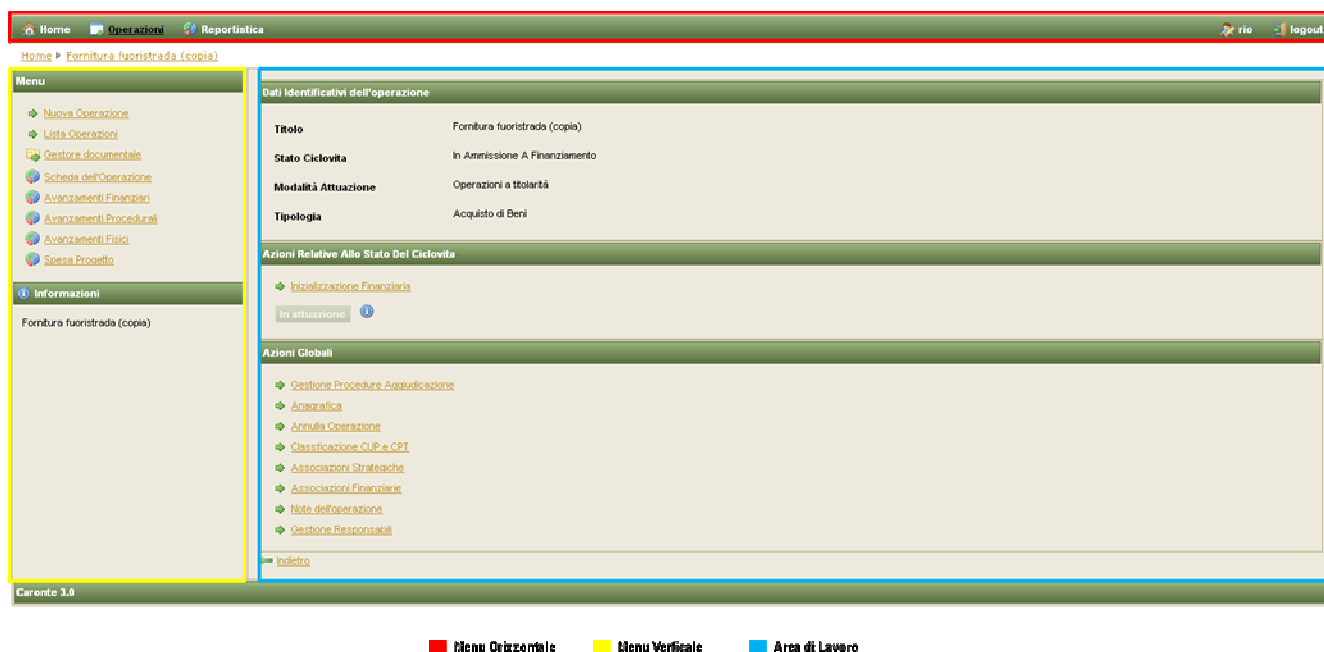 Home Operazioni Reportistica rio logout
Home Fornitura fuoristrada (copia)
Menu
Nuova Operazione
Lista Operazioni
Gestore documentale
Scheda dell'Operazione
Avanzamenti Finanziari
Avanzamenti Procedurali
Avanzamenti Fisici
Spesa Progetto
Informazioni
Fornitura fuoristrada (copia)
Dati Identificativi dell'operazione
Titolo Fornitura fuoristrada (copia)
Stato Ciclovita In Ammissione A Finanziamento
Modalità Attuazione Operazioni a titolarità
Tipologia Acquisto di Beni
Azioni Relative Allo Stato Del Ciclovita
Inizializzazione Finanziaria
In attuazione
Azioni Globali
Gestione Procedure Aggiudicazione
Anagrafica
Annulla Operazione
Classficazione CUP e CPT
Associazioni Strategiche
Associazioni Finanziarie
Note dell'operazione
Gestione Responsabili
Indietro
Caronte 3.0
Menu Orizzontale Menu Verticale Area di Lavoro